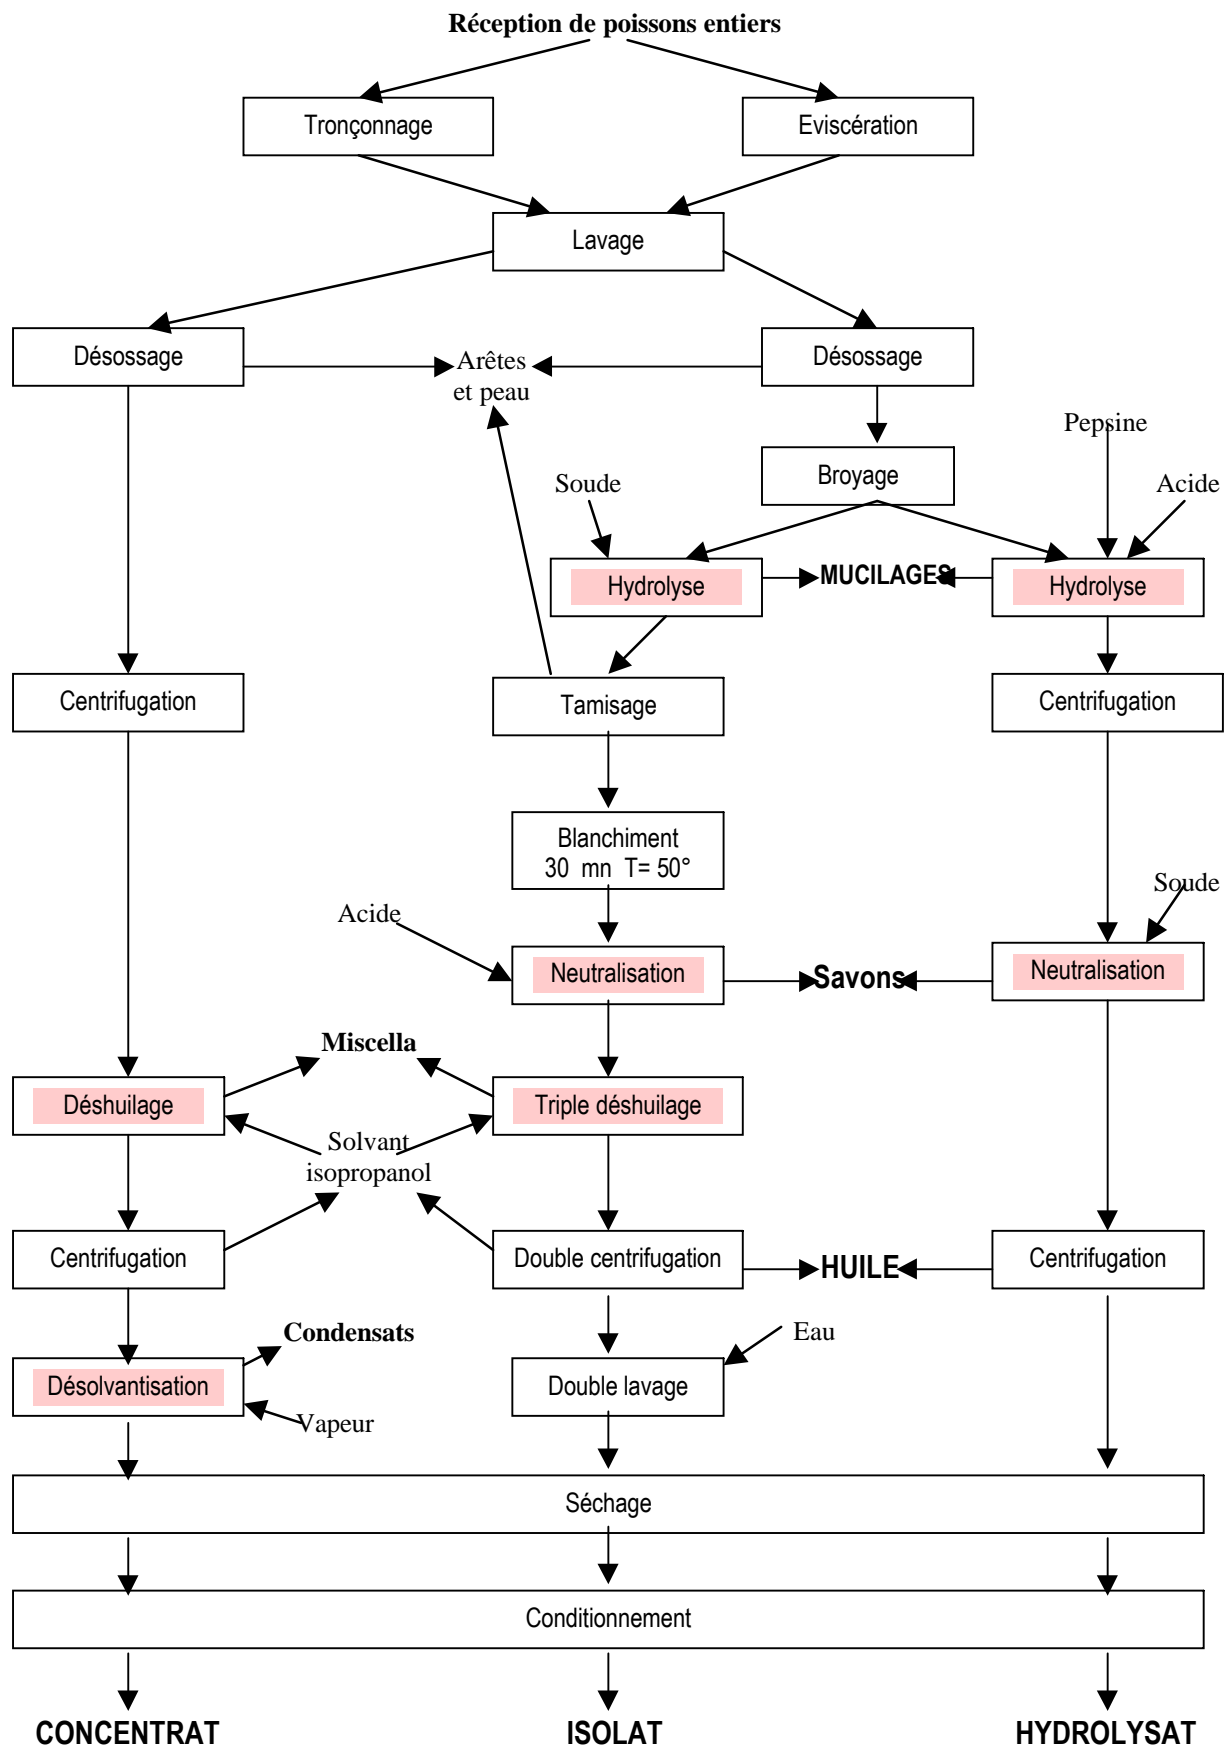 Réception de poissons entiers
Tronçonnage
Eviscération
Lavage
Désossage
Arêtes
et peau
Désossage
Pepsine
Broyage
Soude
Acide
Hydrolyse
MUCILAGES
Hydrolyse
Centrifugation
Tamisage
Centrifugation
Blanchiment
30 mn T= 50°
Soude
Acide
Neutralisation
Savons
Neutralisation
Miscella
Déshuilage
Triple déshuilage
Solvant
isopropanol
Centrifugation
Double centrifugation
HUILE
Centrifugation
Condensats
Eau
Désolvantisation
Double lavage
Vapeur
Séchage
Conditionnement
CONCENTRAT
ISOLAT
HYDROLYSAT